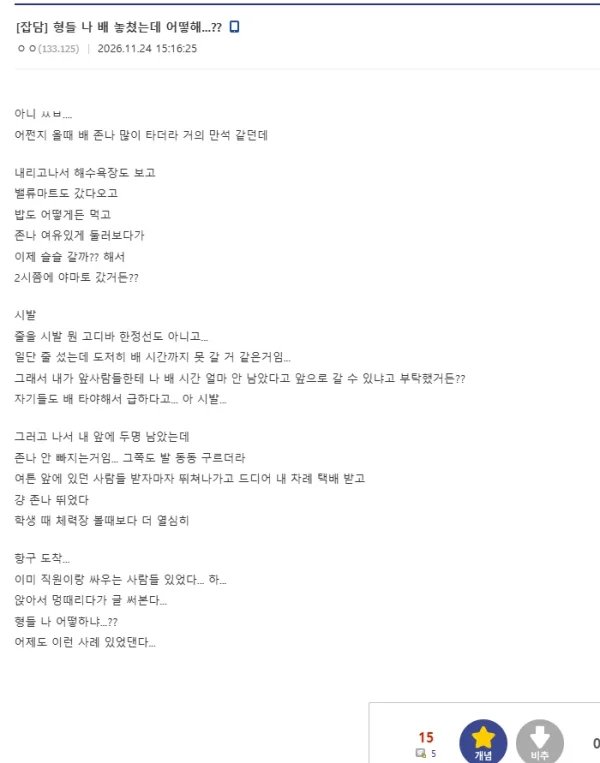 [잡담] 형들 나 배 놓쳤는데 어떻해...??
ㅇㅇ(133.125) | 2026.11.24 15:16:25
아니 ㅆㅂ....
어쩐지 올때 배 존나 많이 타더라 거의 만석 같던데
내리고나서 해수욕장도 보고
밸류마트도 갔다오고
밥도 어떻게든 먹고
존나 여유있게 둘러보다가
이제 슬슬 갈까?? 해서
2시쯤에 야마토 갔거든??
시발
줄을 시발 뭔 고디바 한정선도 아니고...
일단 줄 섰는데 도저히 배 시간까지 못 갈 거 같은거임...
그래서 내가 앞사람들한테 나 배 시간 얼마 안 남았다고 앞으로 갈 수 있냐고 부탁했거든??
자기들도 배 타야해서 급하다고... 아 시발...
그러고 나서 내 앞에 두명 남았는데
존나 안 빠지는거임... 그쪽도 발 동동 구르더라
여튼 앞에 있던 사람들 받자마자 뛰쳐나가고 드디어 내 차례 택배 받고
걍 존나 뛰었다
학생 때 체력장 볼때보다 더 열심히
항구 도착...
이미 직원이랑 싸우는 사람들 있었다... 하...
앉아서 멍때리다가 글 써본다...
형들 나 어떻하냐...??
어제도 이런 사례 있었댄다...
15
5
개념
비추
0